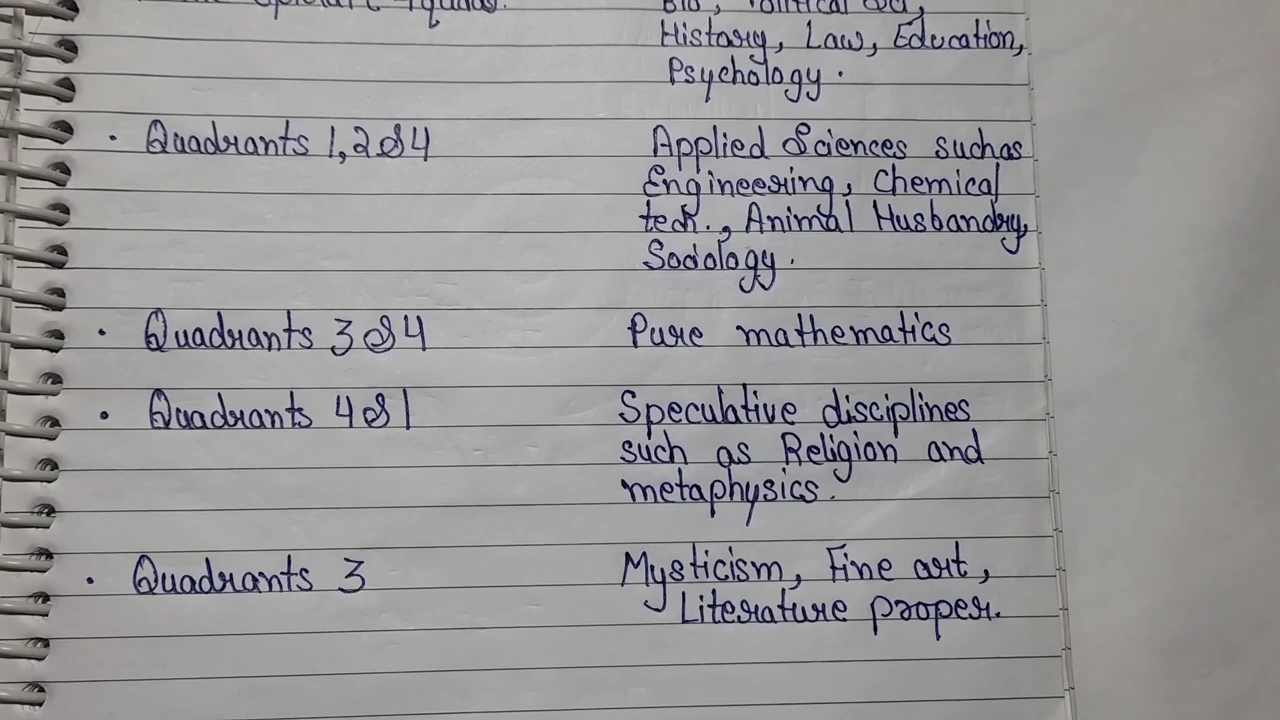 History, Law, Education,
Psychology.
• Quadrants 1,2&4 Applied Sciences such as
Engineering, Chemical
tech., Animal Husbandry,
Sociology.
• Quadrants 3&4 Pure mathematics
• Quadrants 4&1 Speculative disciplines
such as Religion and
metaphysics.
• Quadrants 3 Mysticism, Fine art,
Literature proper.